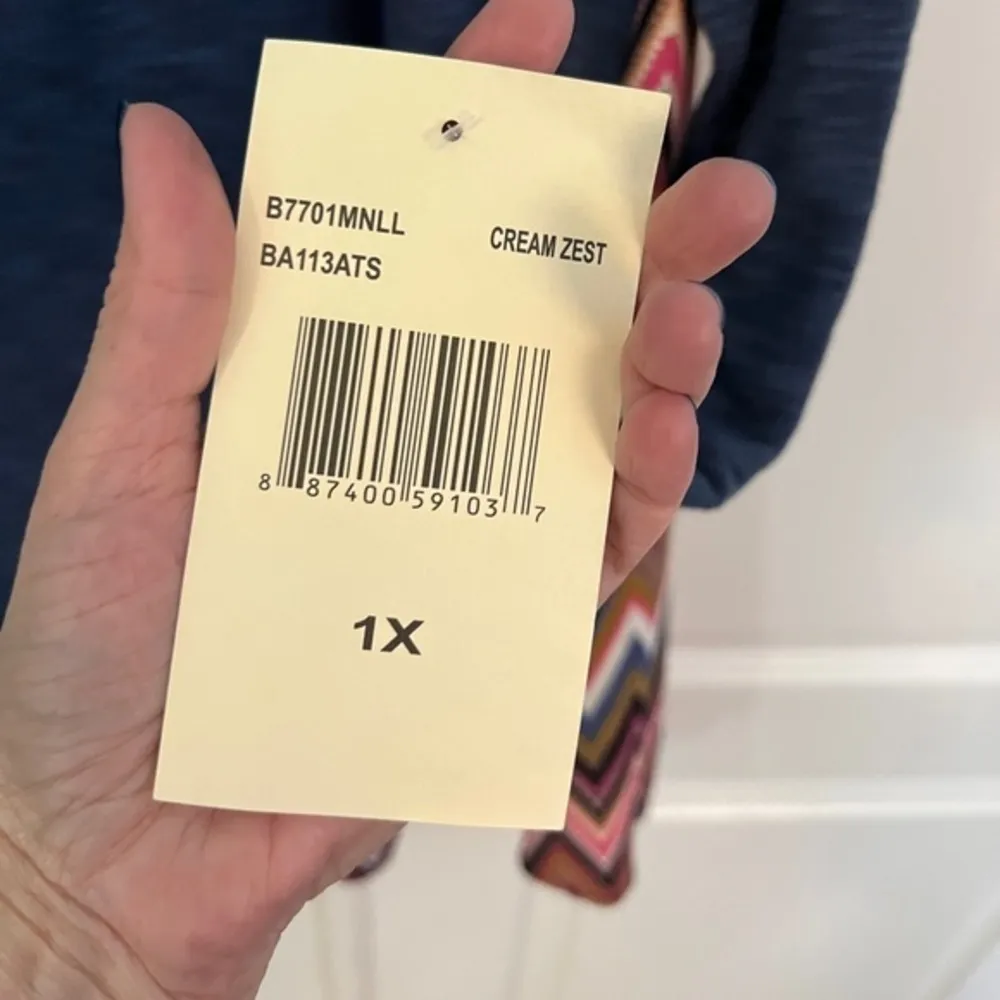 B7701MNLL
CREAM ZEST
BA113ATS
8 87400 59103 7
1X